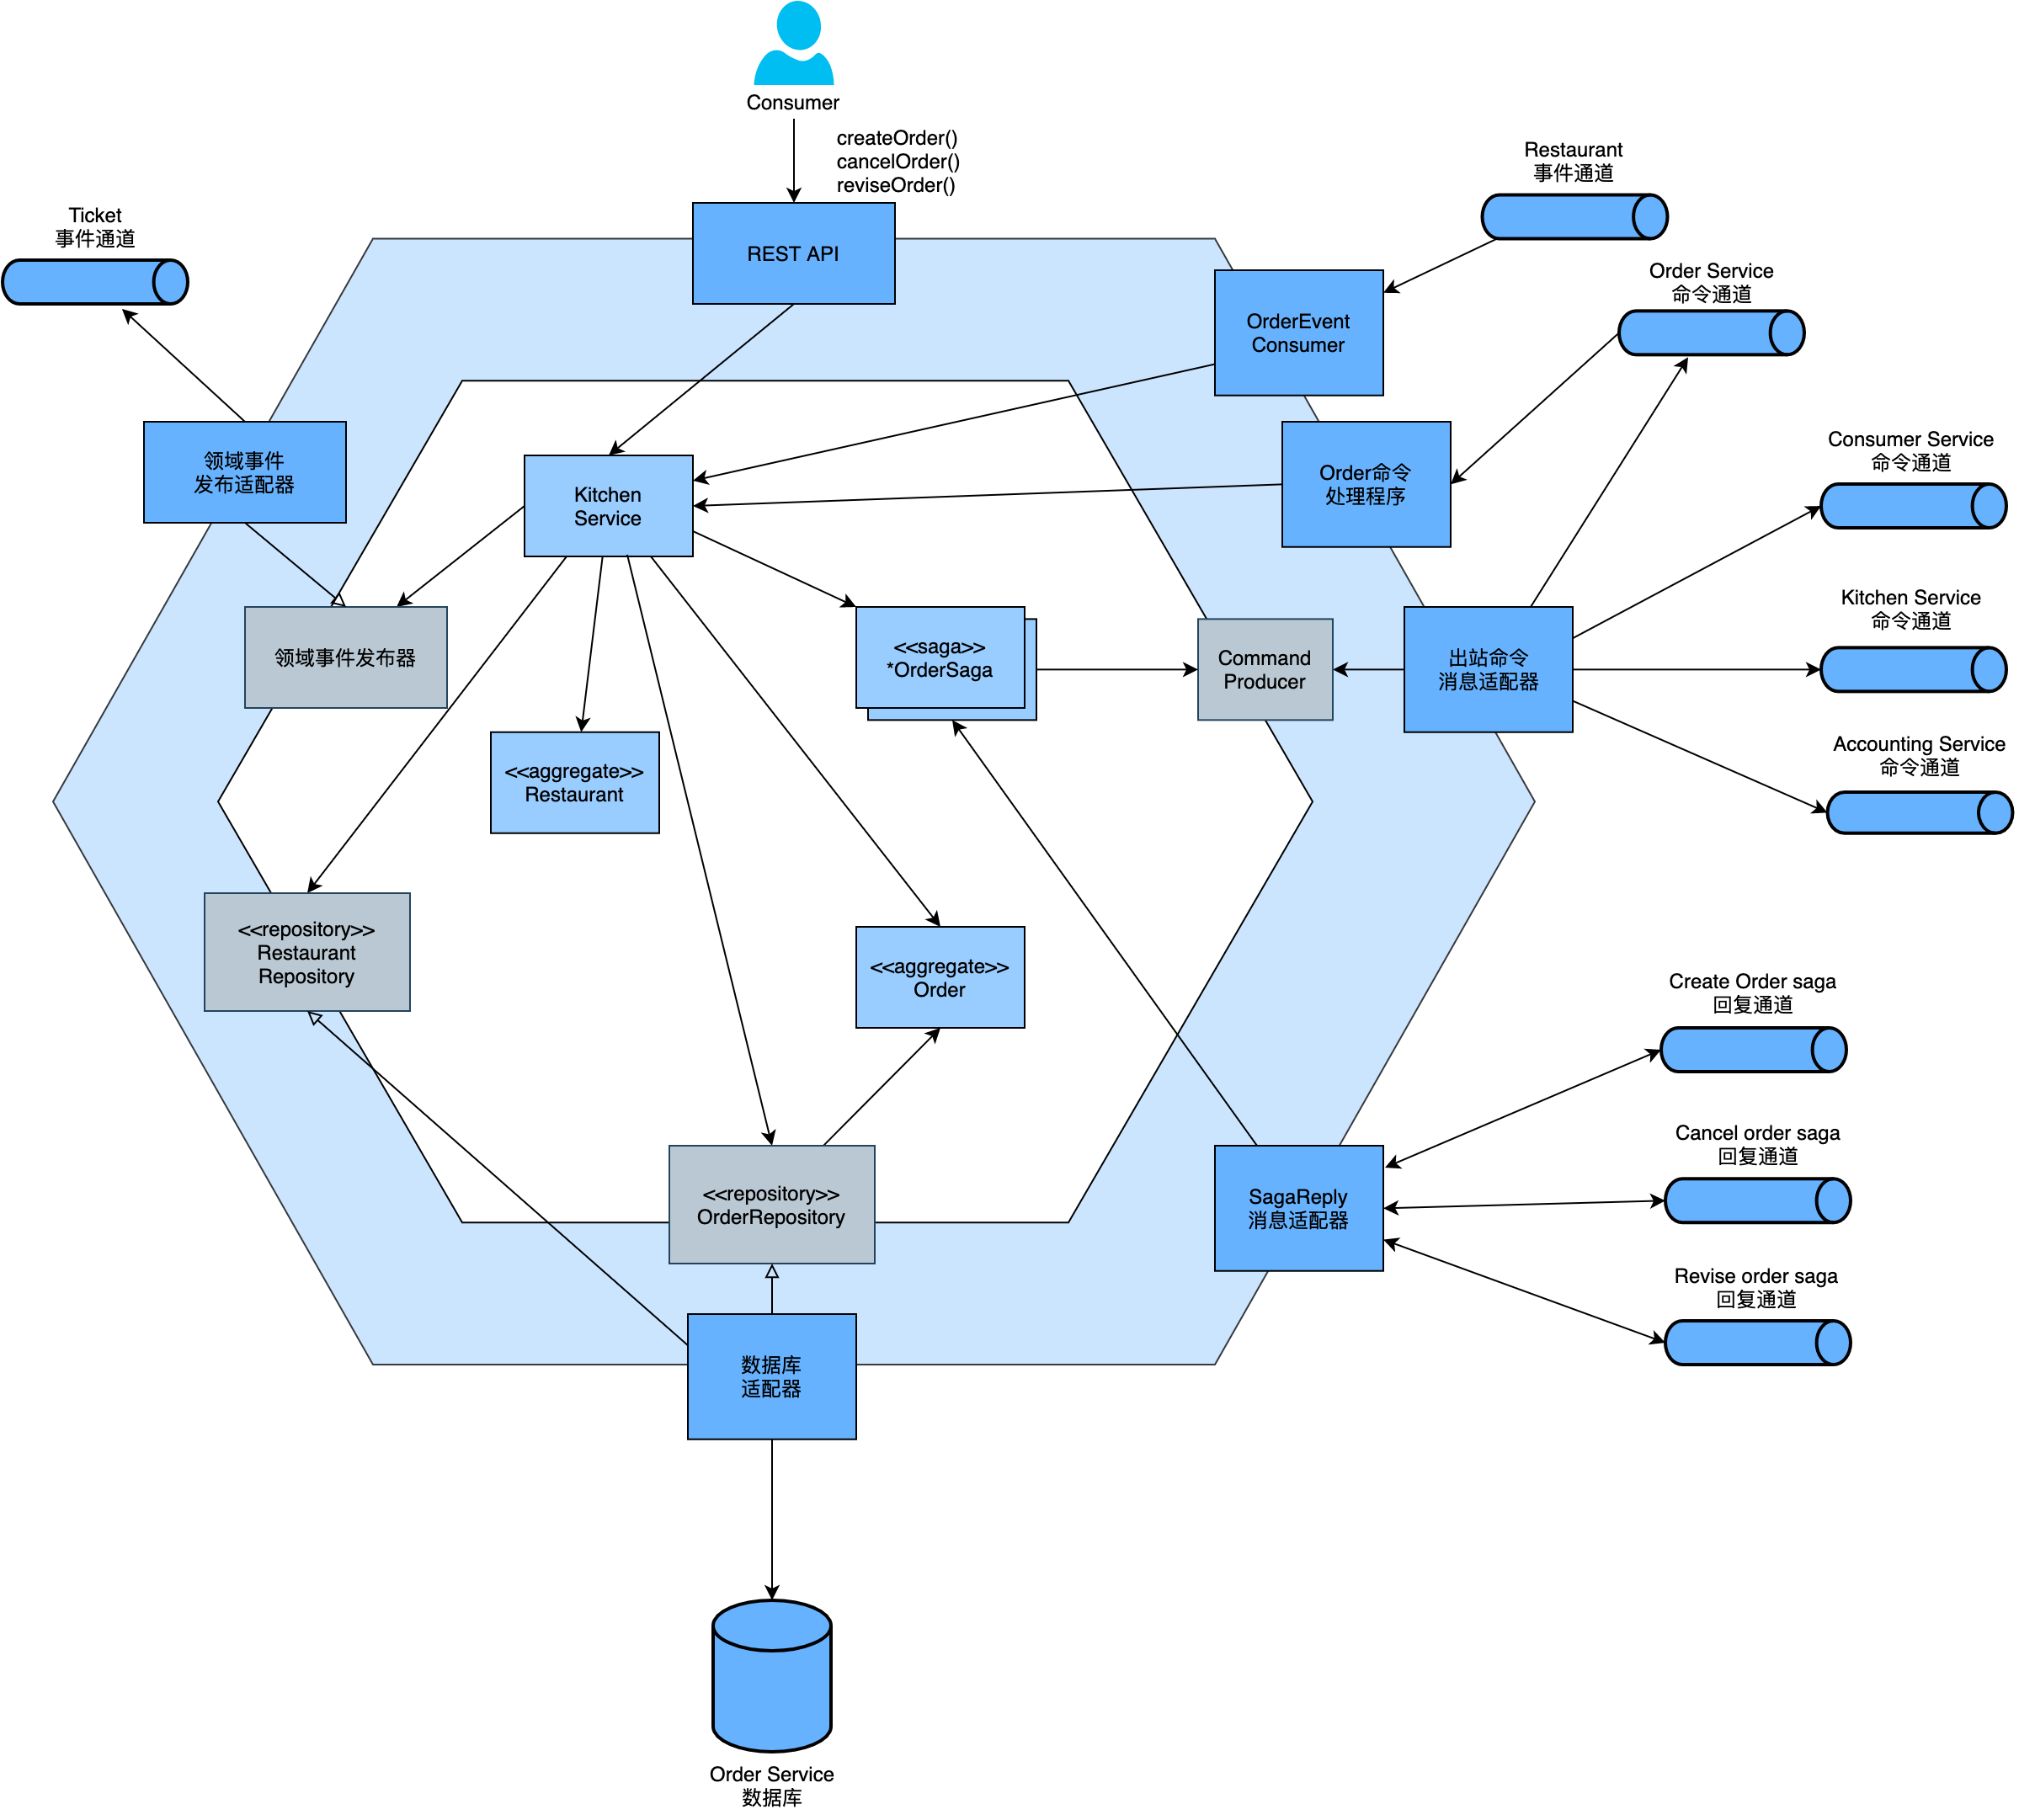 Consumer
createOrder()
cancelOrder()
reviseOrder()
Restaurant
事件通道
Ticket
事件通道
REST API
Order Service
命令通道
OrderEvent
Consumer
Consumer Service
命令通道
领域事件
发布适配器
Order命令
处理程序
Kitchen
Service
Kitchen Service
命令通道
领域事件发布器
<<saga>>
*OrderSaga
Command
Producer
出站命令
消息适配器
Accounting Service
命令通道
<<aggregate>>
Restaurant
<<repository>>
Restaurant
Repository
<<aggregate>>
Order
Create Order saga
回复通道
Cancel order saga
回复通道
<<repository>>
OrderRepository
SagaReply
消息适配器
Revise order saga
回复通道
数据库
适配器
Order Service
数据库